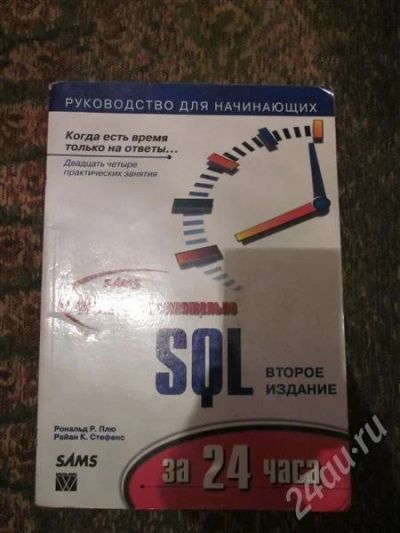 РУКОВОДСТВО ДЛЯ НАЧИНАЮЩИХ
Когда есть время
только на ответы...
Двадцать четыре
практических занятия
SAMS
SQL
ВТОРОЕ
ИЗДАНИЕ
Рональд Р. Плю
Райан К. Стефенс
SAMS
W
за 24 часа
24au.ru